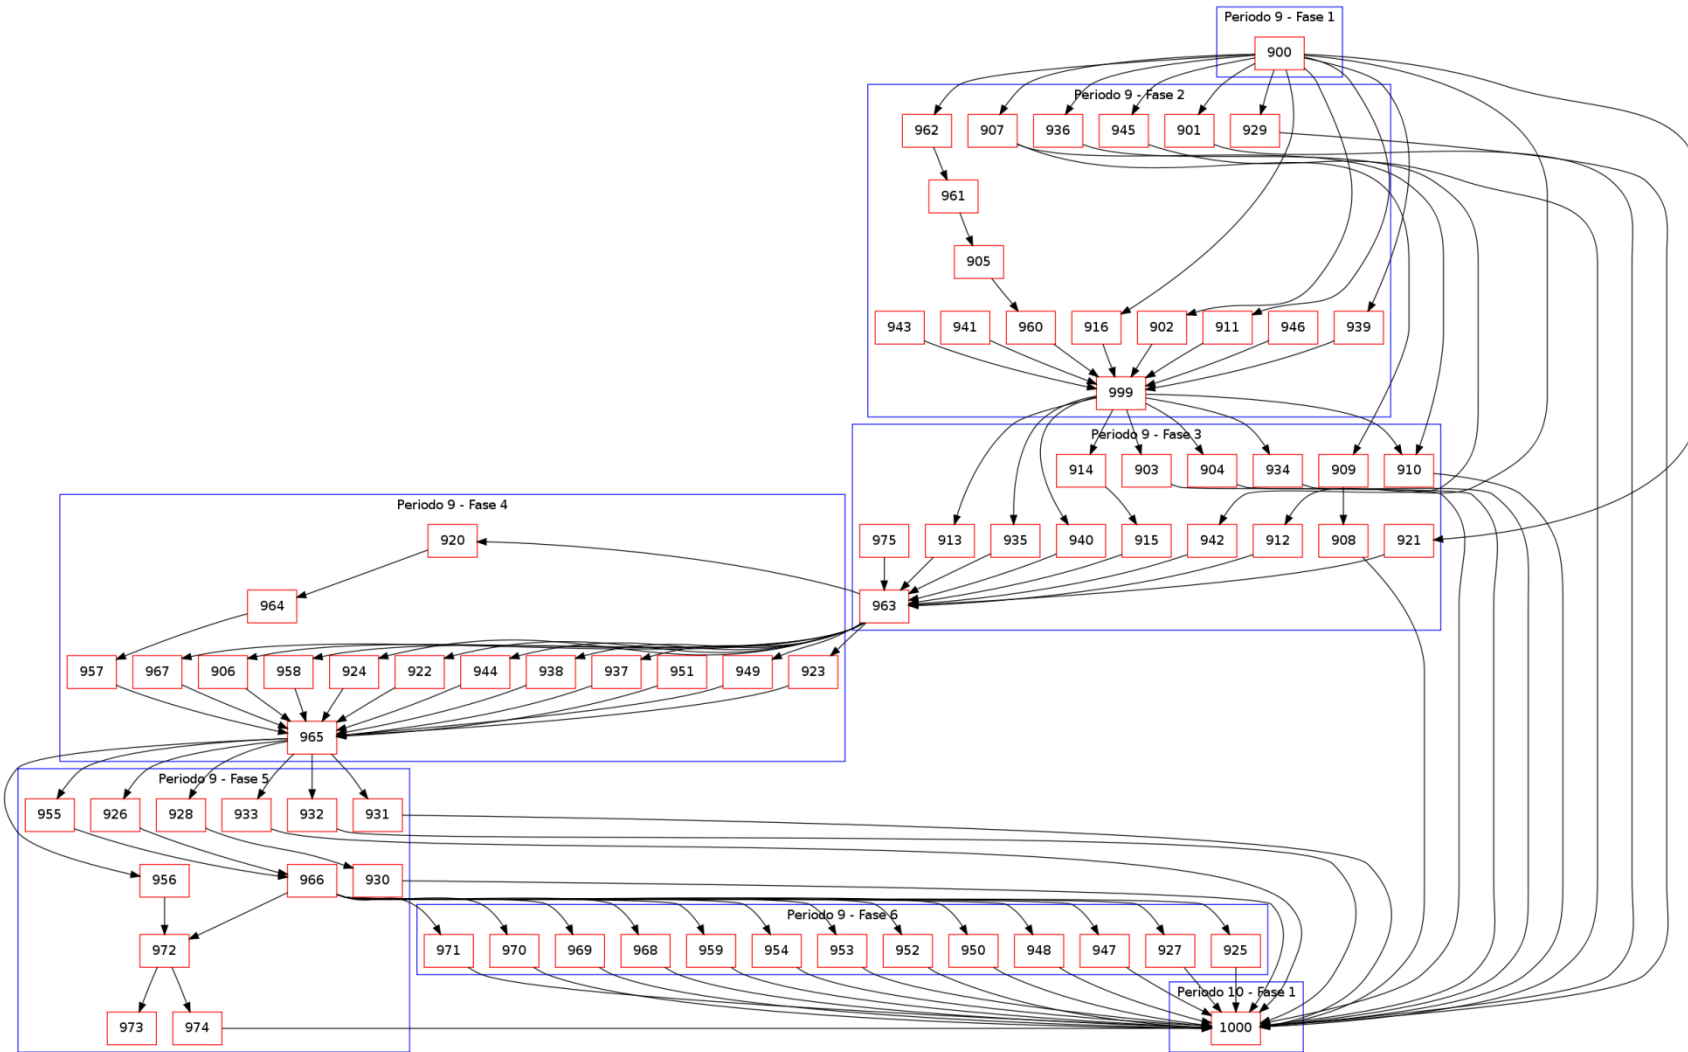 Periodo 9 - Fase 1
900
Periodo 9 - Fase 2
962 907 936 945 901 929
961
905
943 941 960 916 902 911 946 939
999
Periodo 9 - Fase 3
914 903 904 934 909 910
Periodo 9 - Fase 4
920 975 913 935 940 915 942 912 908 921
964 963
957 967 906 958 924 922 944 938 937 951 949 923
965
Periodo 9 - Fase 5
955 926 928 933 932 931
956 966 930
Periodo 9 - Fase 6
972 971 970 969 968 959 954 953 952 950 948 947 927 925
Periodo 10 - Fase 1
973 974 1000